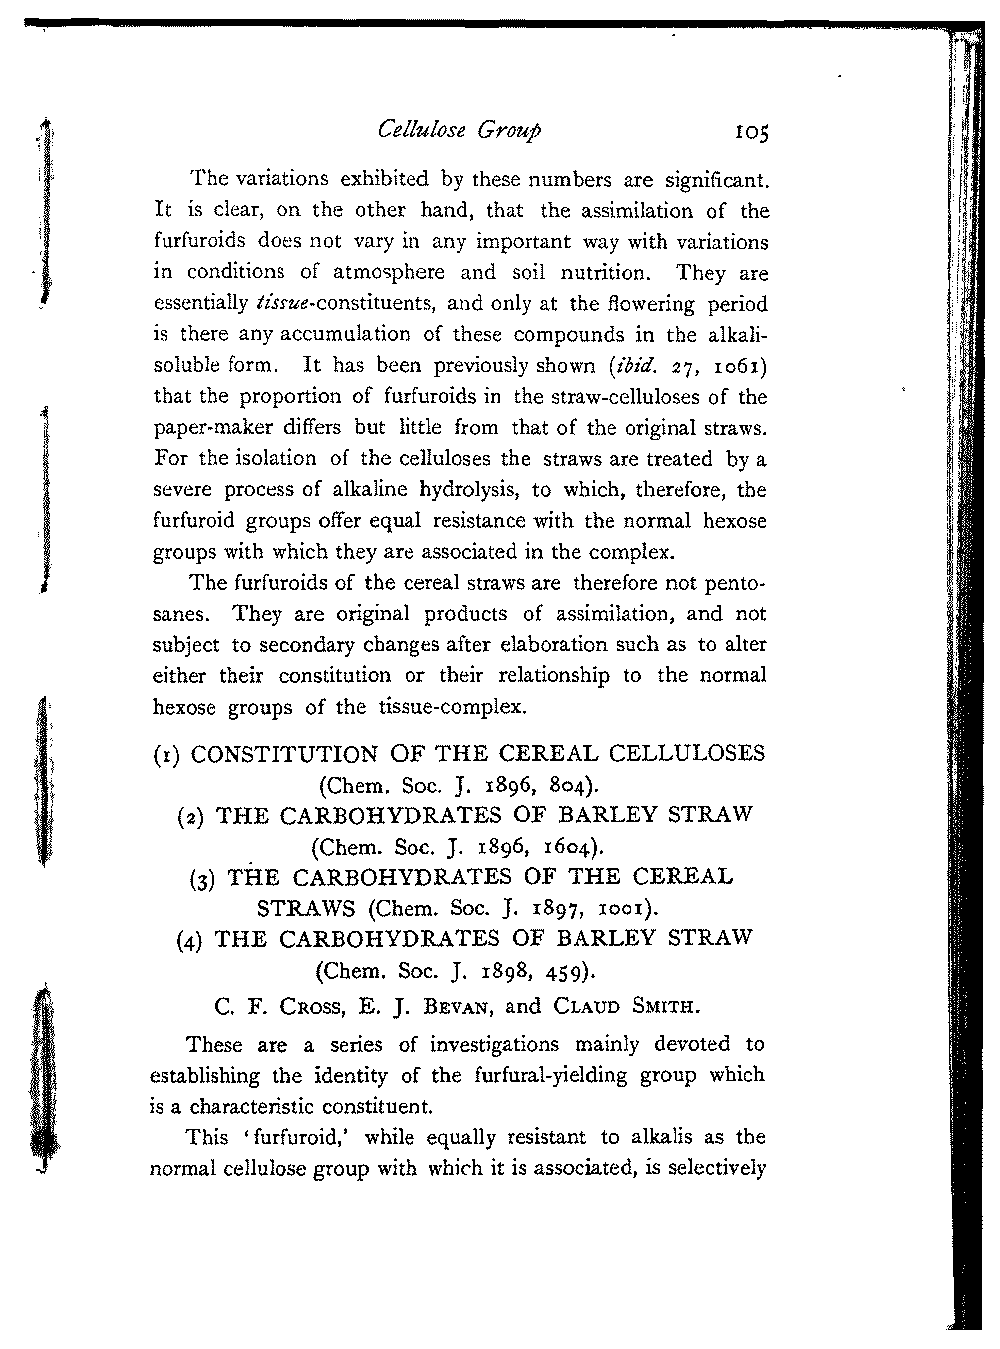 Cellulose Group 105
The variations exhibited by these numbers are significant.
It is clear, on the other hand, that the assimilation of the
furfuroids does not vary in any important way with variations
in conditions of atmosphere and soil nutrition. They are
essentially tissue-constituents, and only at the flowering period
is there any accumulation of these compounds in the alkali-
soluble form. It has been previously shown (ibid. 27, 1061)
that the proportion of furfuroids in the straw-celluloses of the
paper-maker differs but little from that of the original straws.
For the isolation of the celluloses the straws are treated by a
severe process of alkaline hydrolysis, to which, therefore, the
furfuroid groups offer equal resistance with the normal hexose
groups with which they are associated in the complex.
The furfuroids of the cereal straws are therefore not pento-
sanes. They are original products of assimilation, and not
subject to secondary changes after elaboration such as to alter
either their constitution or their relationship to the normal
hexose groups of the tissue-complex.
(1) CONSTITUTION OF THE CEREAL CELLULOSES
(Chem. Soc. J. 1896, 804).
(2) THE CARBOHYDRATES OF BARLEY STRAW
(Chem. Soc. J. 1896, 1604).
(3) THE CARBOHYDRATES OF THE CEREAL
STRAWS (Chem. Soc. J. 1897, 1001).
(4) THE CARBOHYDRATES OF BARLEY STRAW
(Chem. Soc. J. 1898, 459).
C. F. CROSS, E. J. BEVAN, and CLAUD SMITH.
These are a series of investigations mainly devoted to
establishing the identity of the furfural-yielding group which
is a characteristic constituent.
This 'furfuroid,' while equally resistant to alkalis as the
normal cellulose group with which it is associated, is selectively